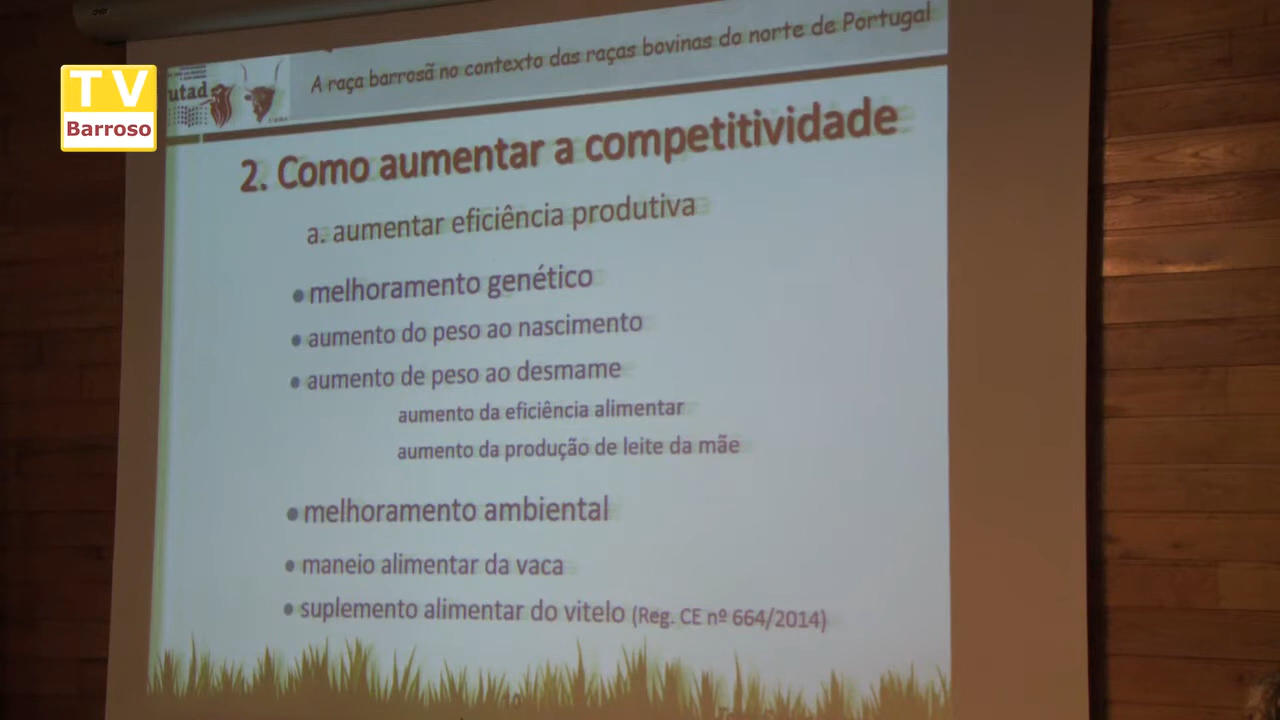 TV
Barroso
utad
A raça barrosã no contexto das raças bovinas do norte de Portugal
2. Como aumentar a competitividade
a. aumentar eficiência produtiva
• melhoramento genético
• aumento do peso ao nascimento
• aumento de peso ao desmame
aumento da eficiência alimentar
aumento da produção de leite da mãe
• melhoramento ambiental
• maneio alimentar da vaca
• suplemento alimentar do vitelo (Reg. CE nº 664/2014)